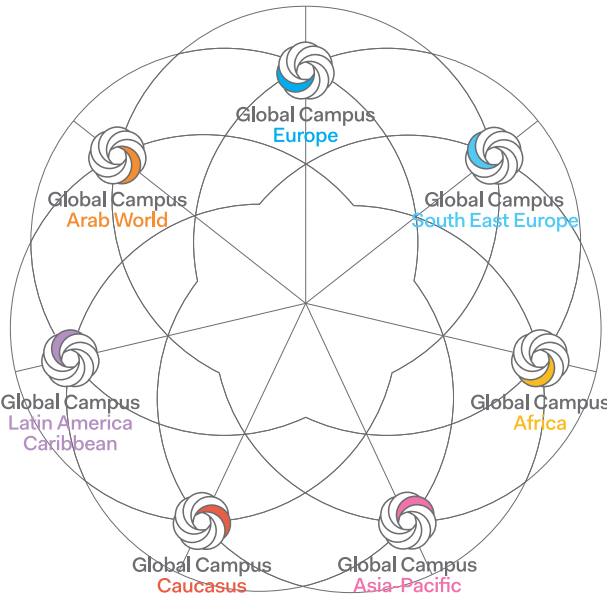 Global Campus
Europe
Global Campus
Arab World
Global Campus
South East Europe
Global Campus
Latin America
Caribbean
Global Campus
Africa
Global Campus
Caucasus
Global Campus
Asia-Pacific